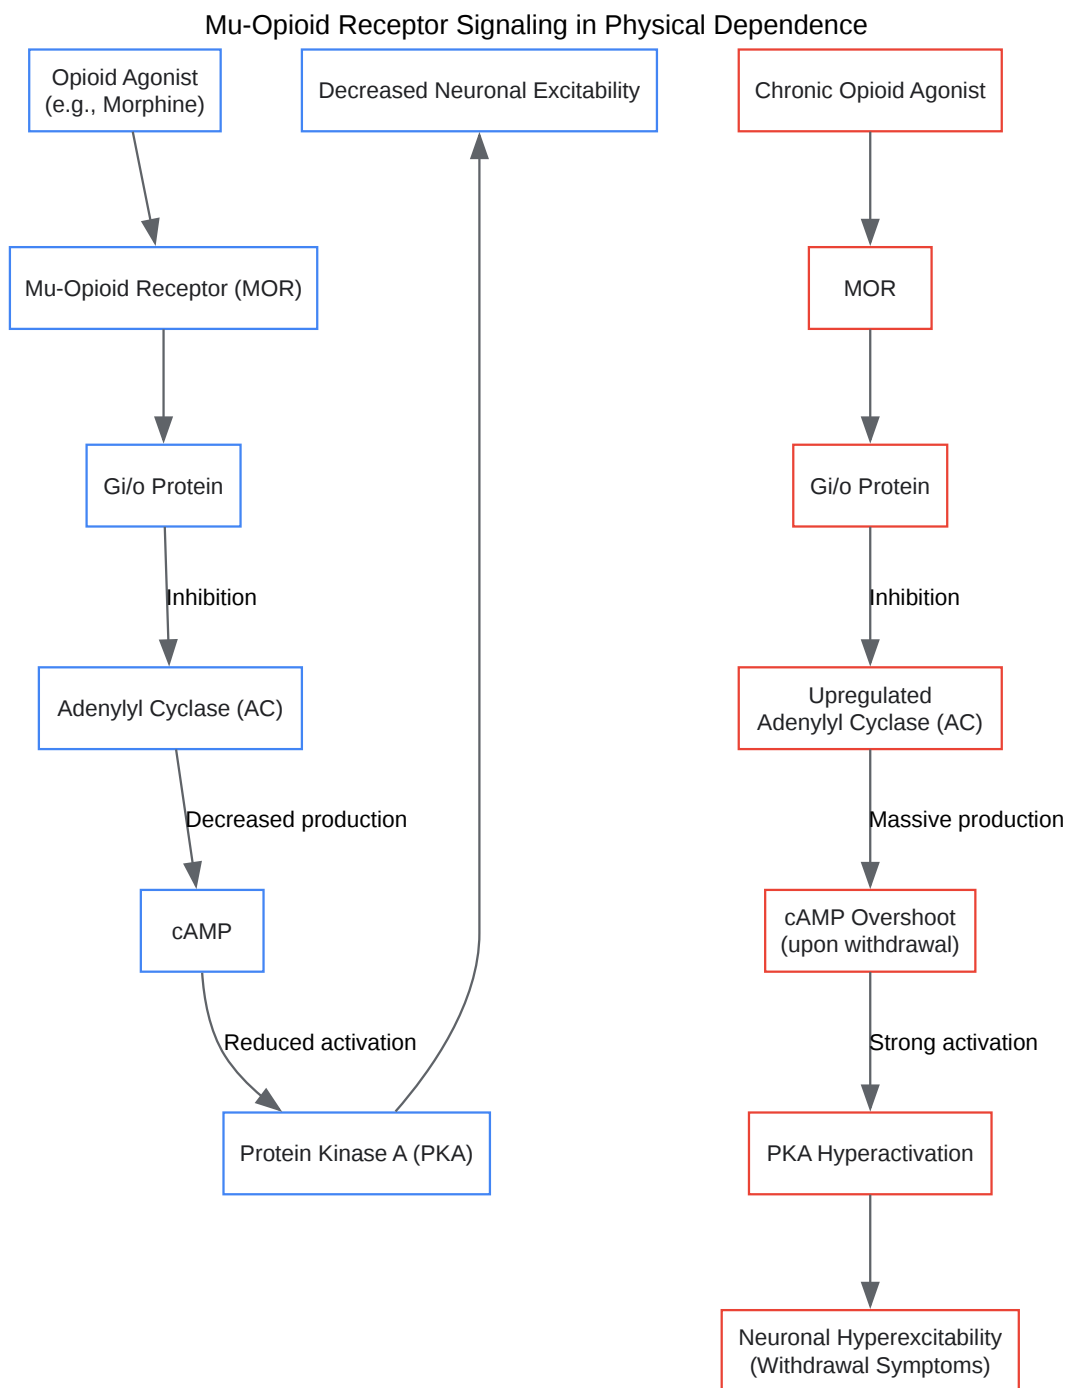 Mu-Opioid Receptor Signaling in Physical Dependence
Opioid Agonist
(e.g., Morphine)
Mu-Opioid Receptor (MOR)
Gi/o Protein
Inhibition
Adenylyl Cyclase (AC)
Decreased production
cAMP
Reduced activation
Protein Kinase A (PKA)
Decreased Neuronal Excitability
Chronic Opioid Agonist
MOR
Gi/o Protein
Inhibition
Upregulated
Adenylyl Cyclase (AC)
Massive production
cAMP Overshoot
(upon withdrawal)
Strong activation
PKA Hyperactivation
Neuronal Hyperexcitability
(Withdrawal Symptoms)